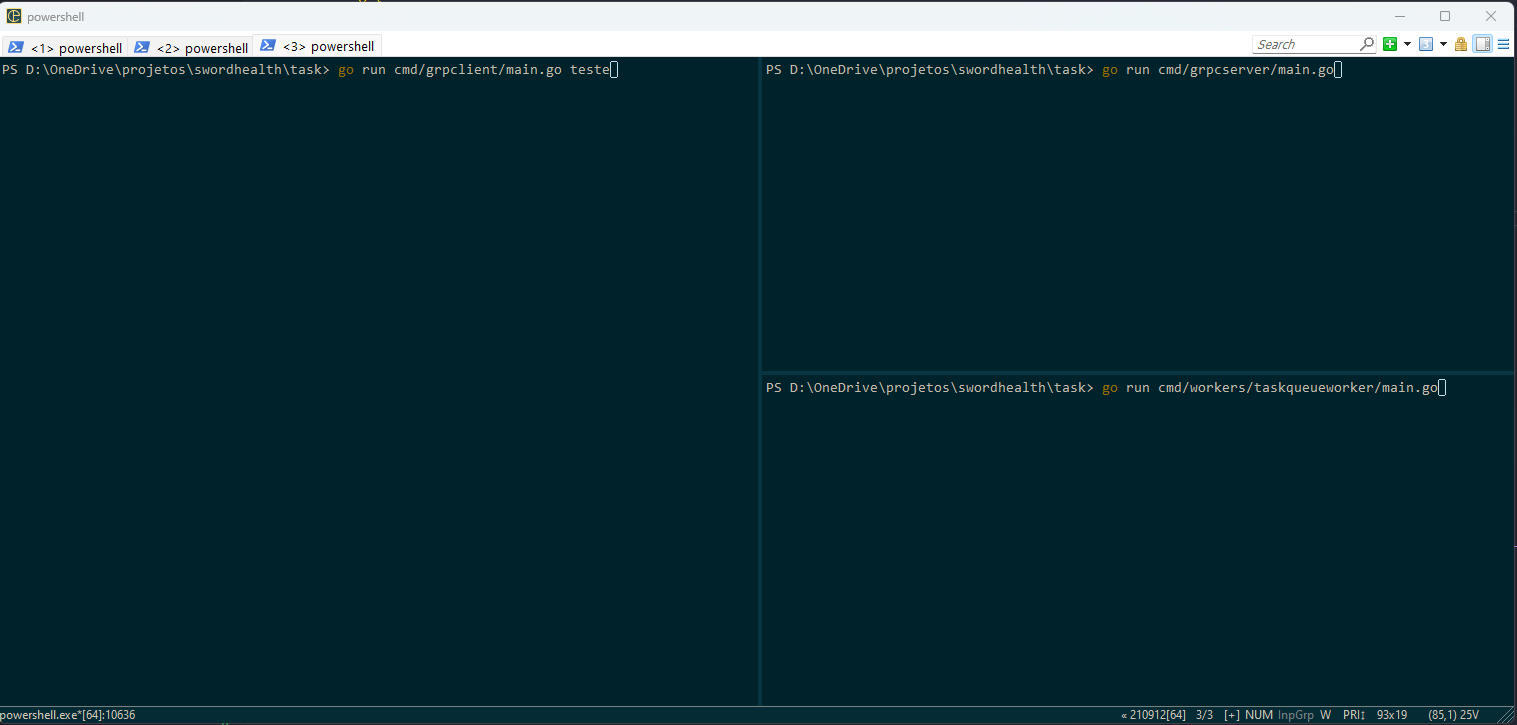 powershell
<1> powershell <2> powershell <3> powershell Search
PS D:\OneDrive\projetos\swordhealth\task> go run cmd/grpclient/main.go teste
PS D:\OneDrive\projetos\swordhealth\task> go run cmd/grpcserver/main.go
PS D:\OneDrive\projetos\swordhealth\task> go run cmd/workers/taskqueueworker/main.go
powershell.exe*[64]:10636 « 210912[64] 3/3 [+] NUM InpGrp W PRI↕ 93x19 (85,1) 25V